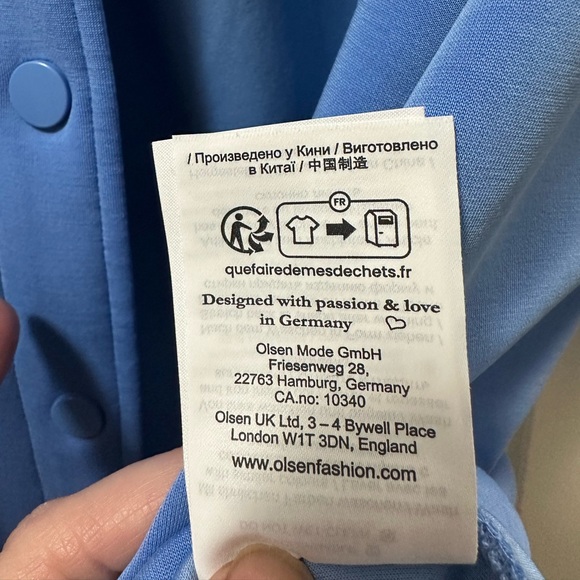 / Произведено у Кини / Виготовлено
в Китаї / 中国制造
FR
quefairedemesdechets.fr
Designed with passion & love
in Germany
Olsen Mode GmbH
Friesenweg 28,
22763 Hamburg, Germany
CA.no: 10340
Olsen UK Ltd, 3 – 4 Bywell Place
London W1T 3DN, England
www.olsenfashion.com